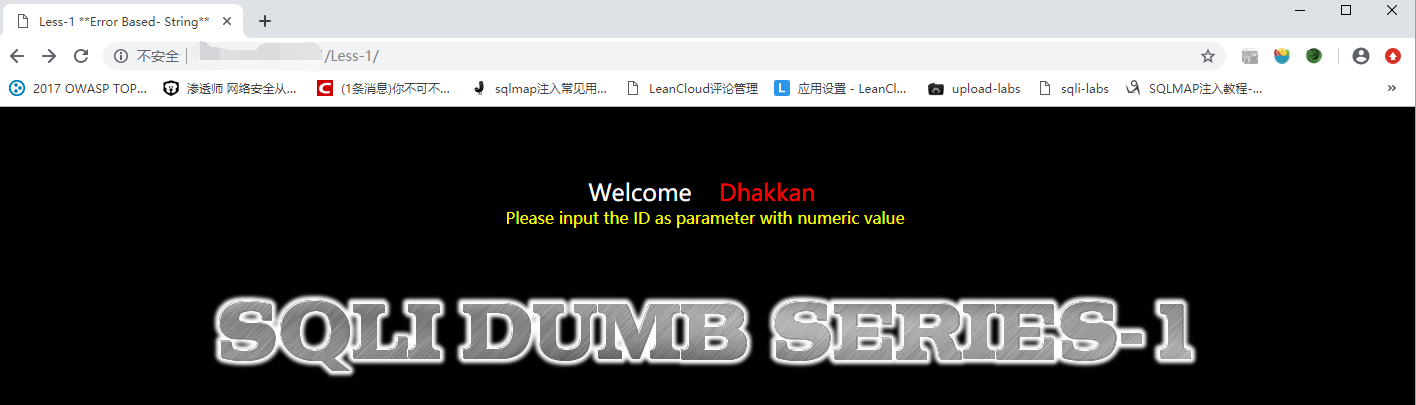 Less-1 **Error Based- String**
不安全 /Less-1/
2017 OWASP TOP... 渗透师 网络安全从... (1条消息)你不可不... sqlmap注入常见用... LeanCloud评论管理 L 应用设置 - LeanCl... upload-labs sqli-labs SQLMAP注入教程-... »
Welcome Dhakkan
Please input the ID as parameter with numeric value
SQLI DUMB SERIES-1